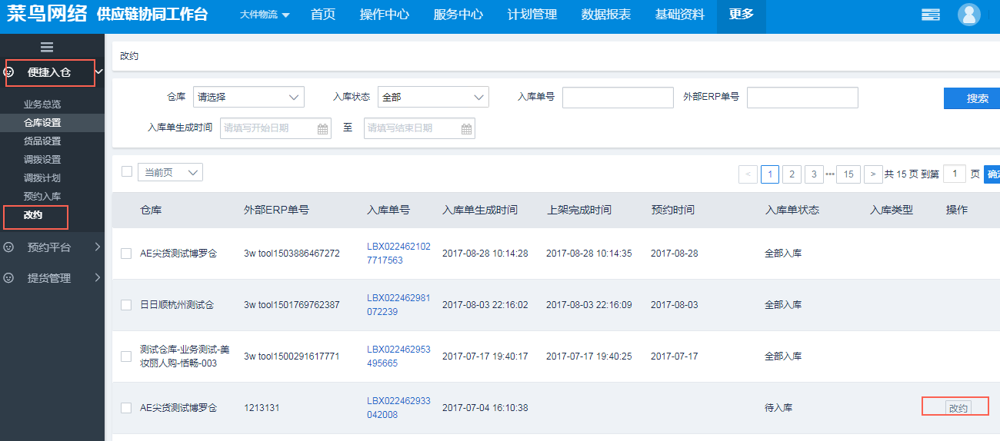 菜鸟网络 供应链协同工作台 大件物流 首页 操作中心 服务中心 计划管理 数据报表 基础资料 更多
便捷入仓
业务总览
仓库设置
货品设置
调拨设置
调拨计划
预约入库
改约
预约平台
提货管理
改约
仓库 请选择 入库状态 全部 入库单号 外部ERP单号 搜索
入库单生成时间 请填写开始日期 至 请填写结束日期
当前页 < 1 2 3 ••• 15 > 共 15 页 到第 1 页 确定
仓库 外部ERP单号 入库单号 入库单生成时间 上架完成时间 预约时间 入库单状态 入库类型 操作
AE尖货测试博罗仓 3w tool1503886467272 LBX022462102 2017-08-28 10:14:28 2017-08-28 10:14:35 2017-08-28 全部入库
7717563
日日顺杭州测试仓 3w tool1501769762387 LBX022462981 2017-08-03 22:16:02 2017-08-03 22:16:09 2017-08-03 全部入库
072239
测试仓库-业务测试-美 3w tool1500291617771 LBX022462953 2017-07-17 19:40:17 2017-07-17 19:40:25 2017-07-17 全部入库
妆丽人购-恬畅-003 495665
AE尖货测试博罗仓 1213131 LBX022462933 2017-07-04 16:10:38 待入库 改约
042008